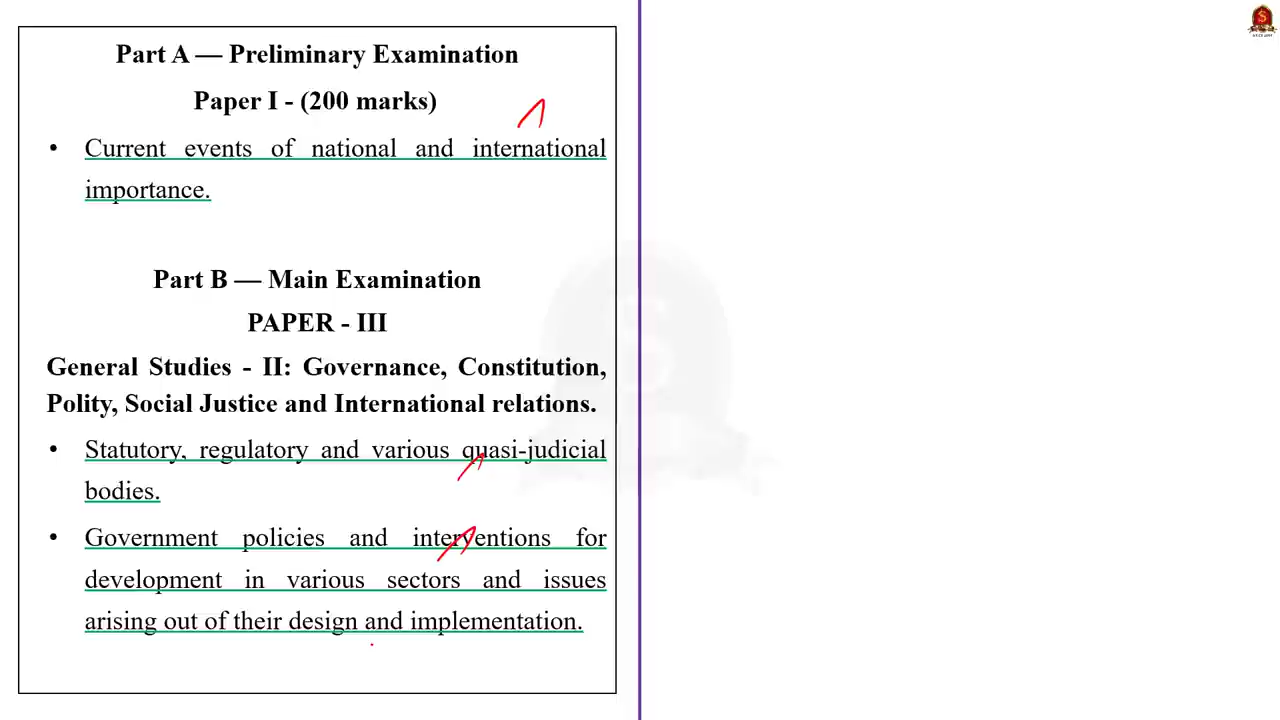 Part A — Preliminary Examination
Paper I - (200 marks)
• Current events of national and international
importance.
Part B — Main Examination
PAPER - III
General Studies - II: Governance, Constitution,
Polity, Social Justice and International relations.
• Statutory, regulatory and various quasi-judicial
bodies.
• Government policies and interventions for
development in various sectors and issues
arising out of their design and implementation.